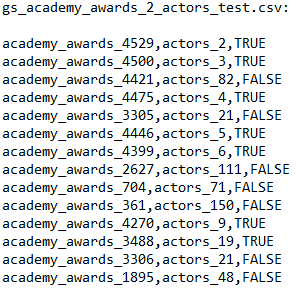 gs_academy_awards_2_actors_test.csv:
academy_awards_4529,actors_2,TRUE
academy_awards_4500,actors_3,TRUE
academy_awards_4421,actors_82,FALSE
academy_awards_4475,actors_4,TRUE
academy_awards_3305,actors_21,FALSE
academy_awards_4446,actors_5,TRUE
academy_awards_4399,actors_6,TRUE
academy_awards_2627,actors_111,FALSE
academy_awards_704,actors_71,FALSE
academy_awards_361,actors_150,FALSE
academy_awards_4270,actors_9,TRUE
academy_awards_3488,actors_19,TRUE
academy_awards_3306,actors_21,FALSE
academy_awards_1895,actors_48,FALSE